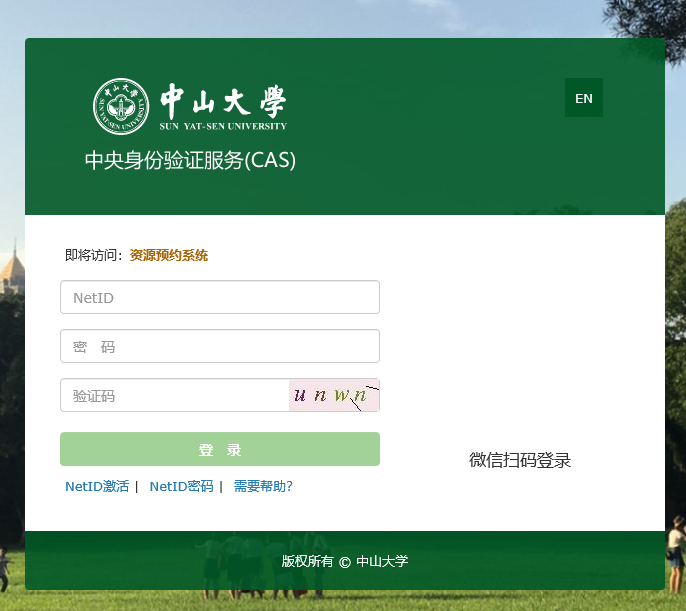 中山大學
SUN YAT-SEN UNIVERSITY
EN
中央身份验证服务(CAS)
即将访问：资源预约系统
NetID
密 码
验证码 unwn
登 录
微信扫码登录
NetID激活 | NetID密码 | 需要帮助?
版权所有 © 中山大学